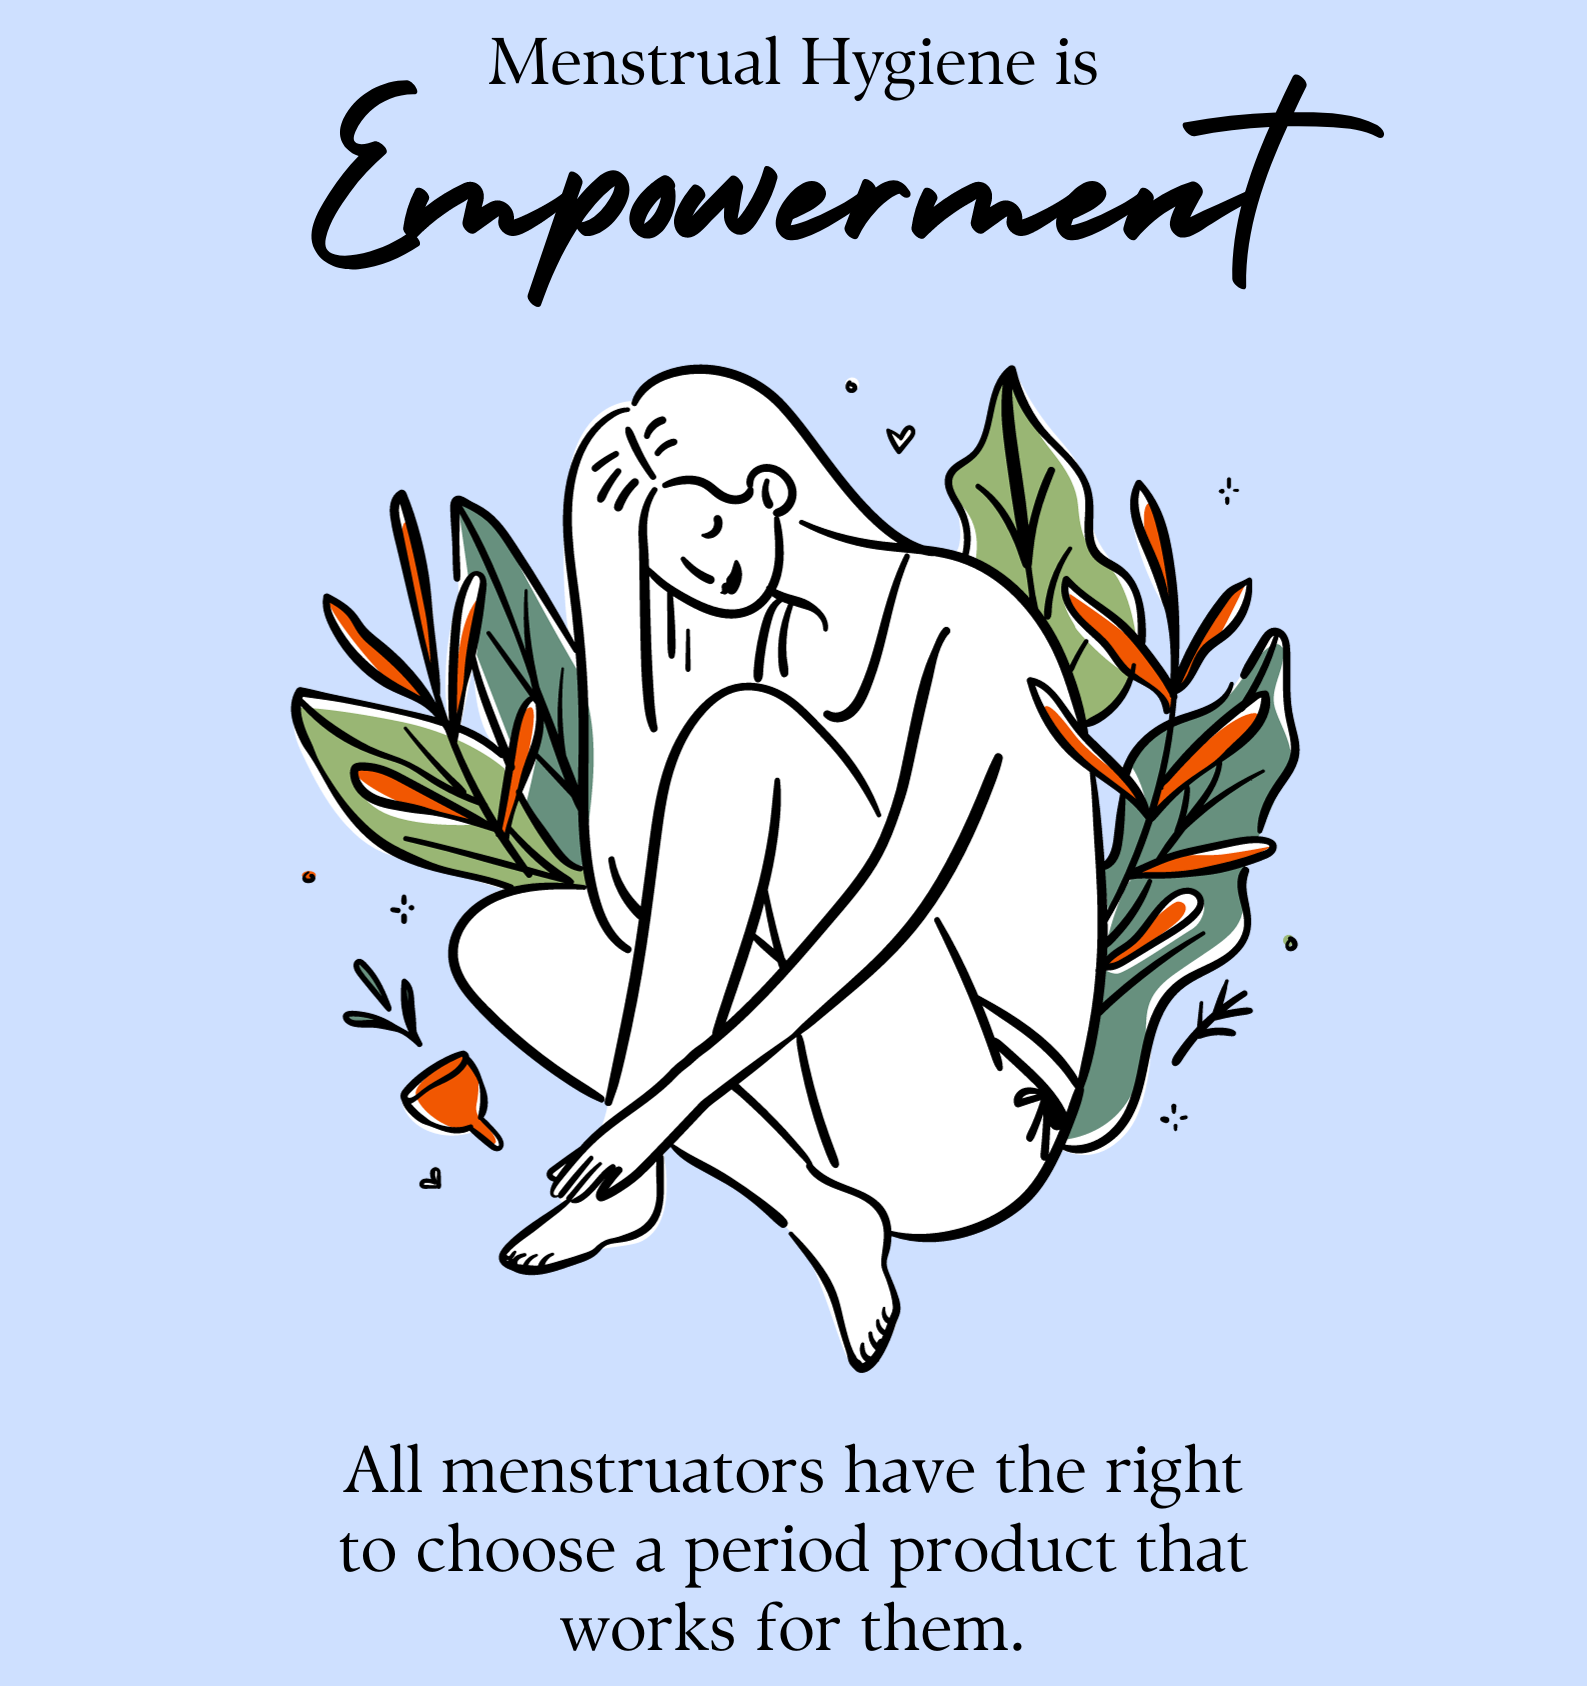 Menstrual Hygiene is
Empowerment
All menstruators have the right
to choose a period product that
works for them.